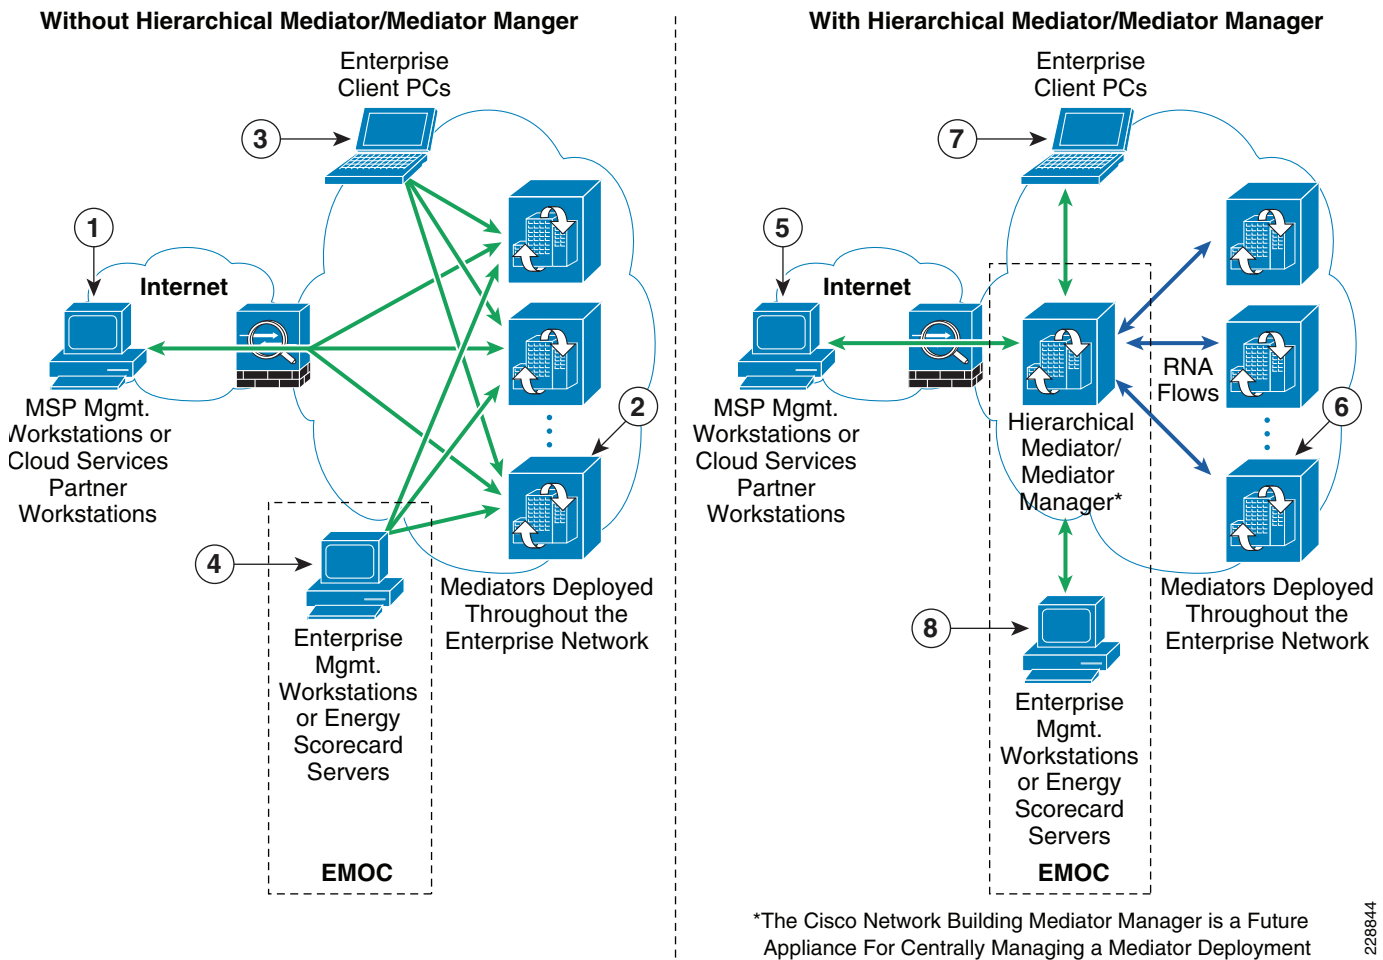 Without Hierarchical Mediator/Mediator Manger
Enterprise
Client PCs
3
1
Internet
MSP Mgmt.
Workstations or
Cloud Services
Partner
Workstations
2
4
Mediators Deployed
Throughout the
Enterprise Network
Enterprise
Mgmt.
Workstations
or Energy
Scorecard
Servers
EMOC
With Hierarchical Mediator/Mediator Manager
Enterprise
Client PCs
7
5
Internet
MSP Mgmt.
Workstations or
Cloud Services
Partner
Workstations
RNA
Flows
6
Hierarchical
Mediator/
Mediator
Manager*
Mediators Deployed
Throughout the
Enterprise Network
8
Enterprise
Mgmt.
Workstations
or Energy
Scorecard
Servers
EMOC
*The Cisco Network Building Mediator Manager is a Future
Appliance For Centrally Managing a Mediator Deployment
228844